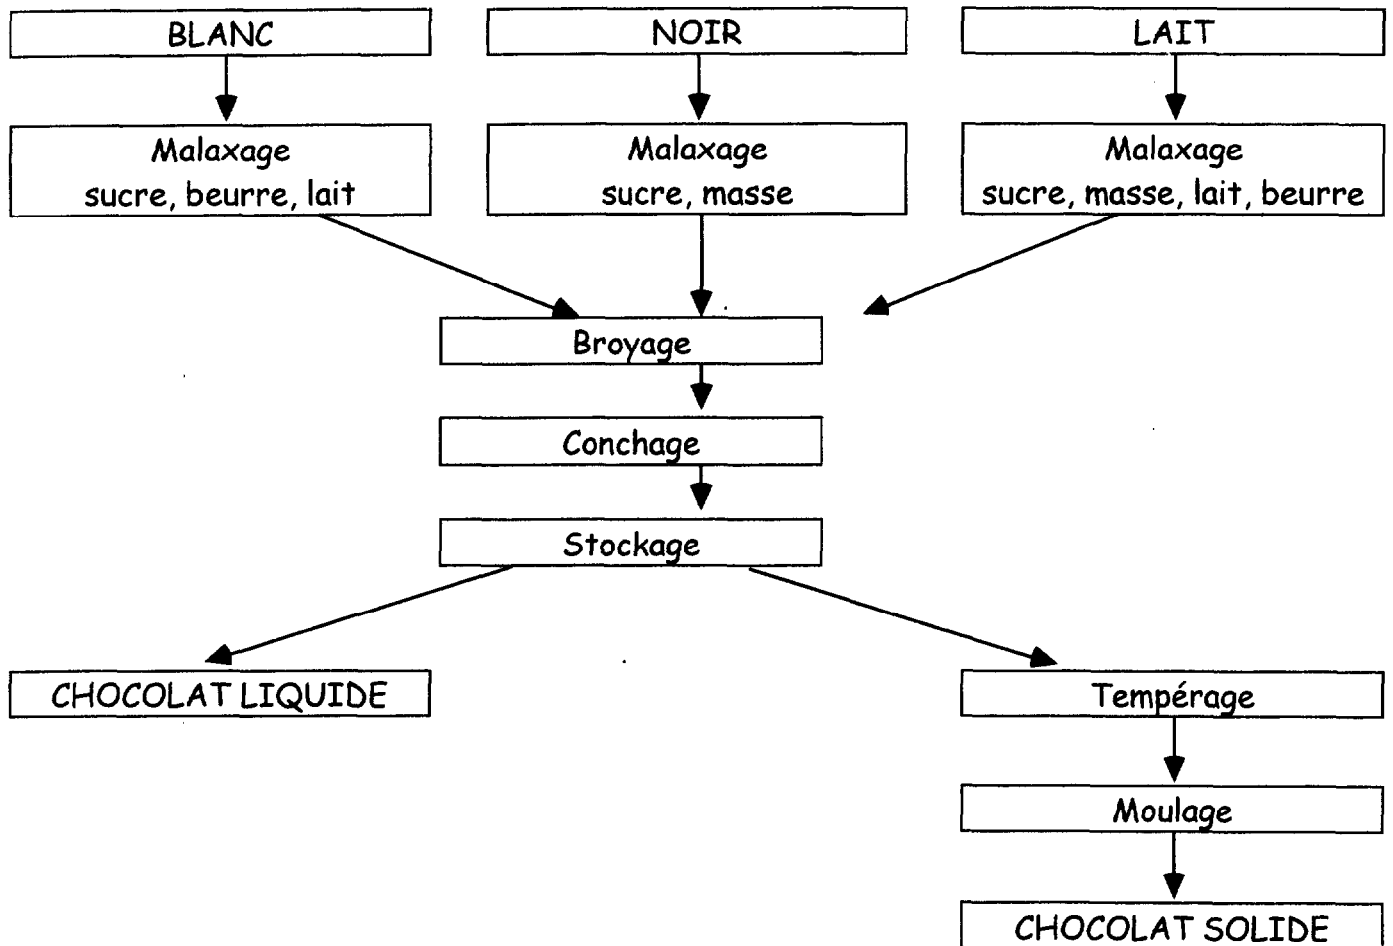 BLANC
NOIR
LAIT
Malaxage
sucre, beurre, lait
Malaxage
sucre, masse
Malaxage
sucre, masse, lait, beurre
Broyage
Conchage
Stockage
CHOCOLAT LIQUIDE
Tempérage
Moulage
CHOCOLAT SOLIDE